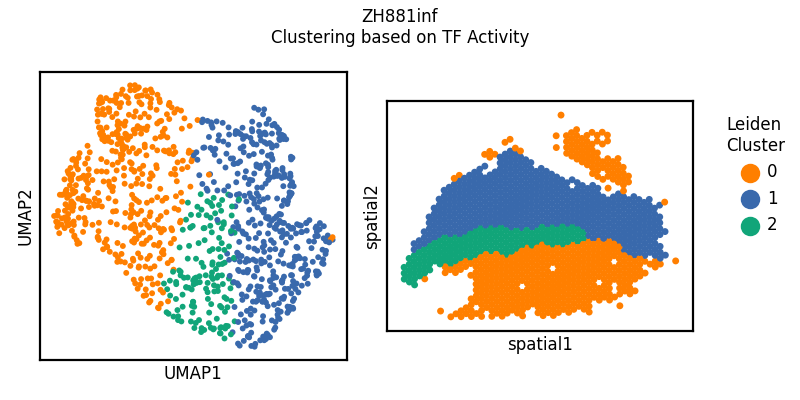 ZH881inf
Clustering based on TF Activity
UMAP2
UMAP1
spatial2
spatial1
Leiden
Cluster
0
1
2